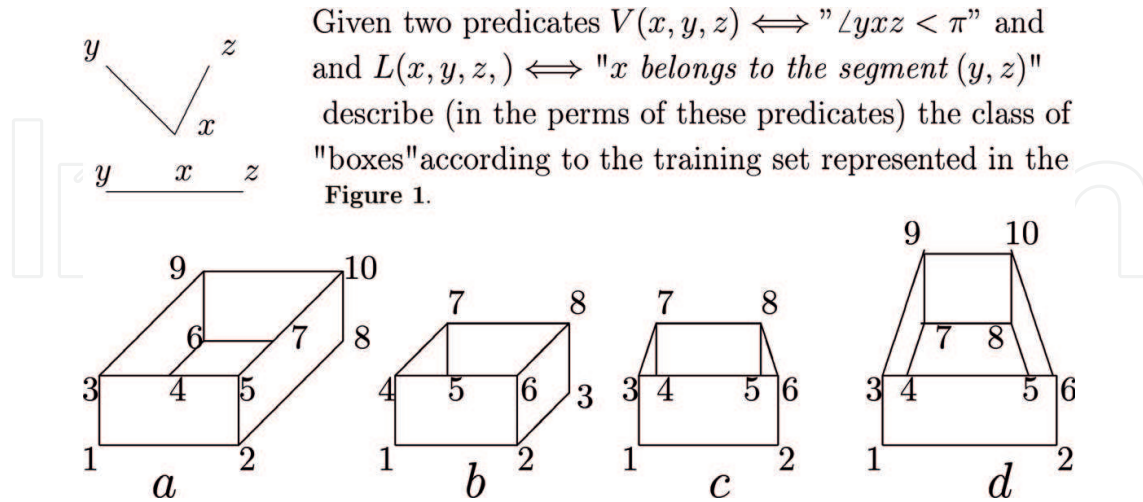 Given two predicates V(x, y, z) ⟺ ”∠yxz < π” and
and L(x, y, z, ) ⟺ "x belongs to the segment (y, z)"
describe (in the perms of these predicates) the class of
"boxes"according to the training set represented in the
Figure 1.
y z
x
y x z
9 10
6 7 8
3 4 5
1 2
a
7 8
4 5 6 3
1 2
b
7 8
3 4 5 6
1 2
c
9 10
7 8
3 4 5 6
1 2
d